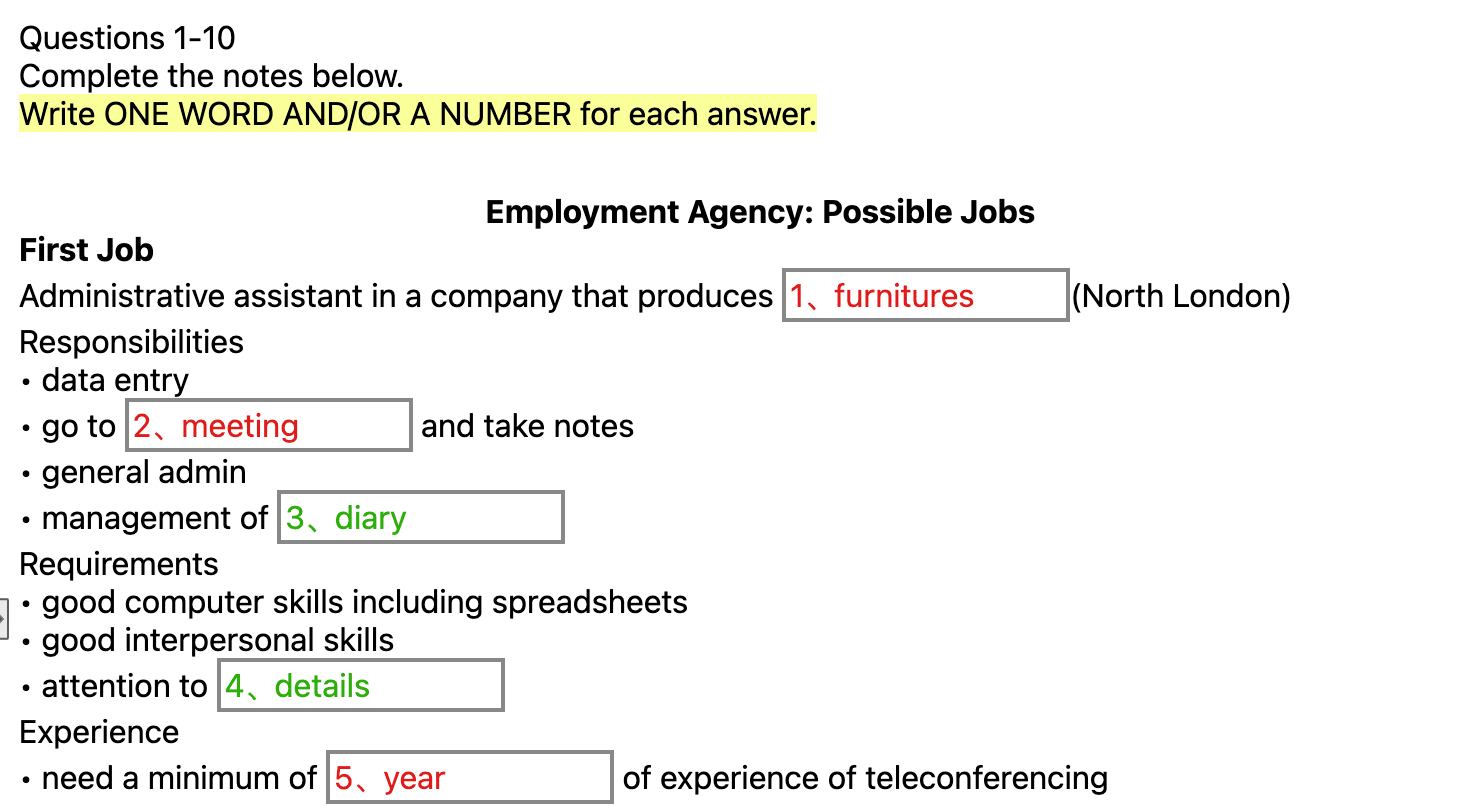 Questions 1-10
Complete the notes below.
Write ONE WORD AND/OR A NUMBER for each answer.
Employment Agency: Possible Jobs
First Job
Administrative assistant in a company that produces 1、furnitures (North London)
Responsibilities
• data entry
• go to 2、meeting and take notes
• general admin
• management of 3、diary
Requirements
• good computer skills including spreadsheets
• good interpersonal skills
• attention to 4、details
Experience
• need a minimum of 5、year of experience of teleconferencing